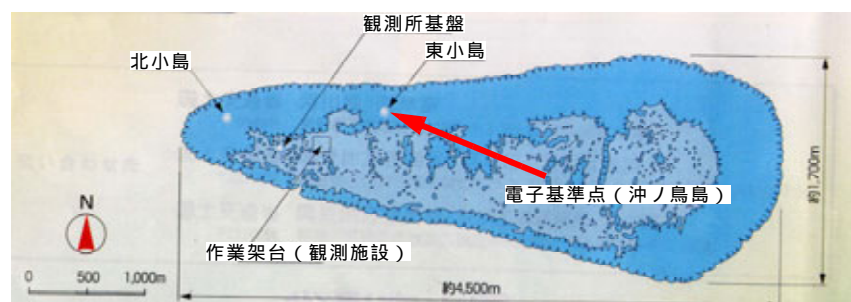 観測所基盤
北小島
東小島
電子基準点（沖ノ鳥島）
作業架台（観測施設）
N
0 500 1,000m
約4,500m
約1,700m